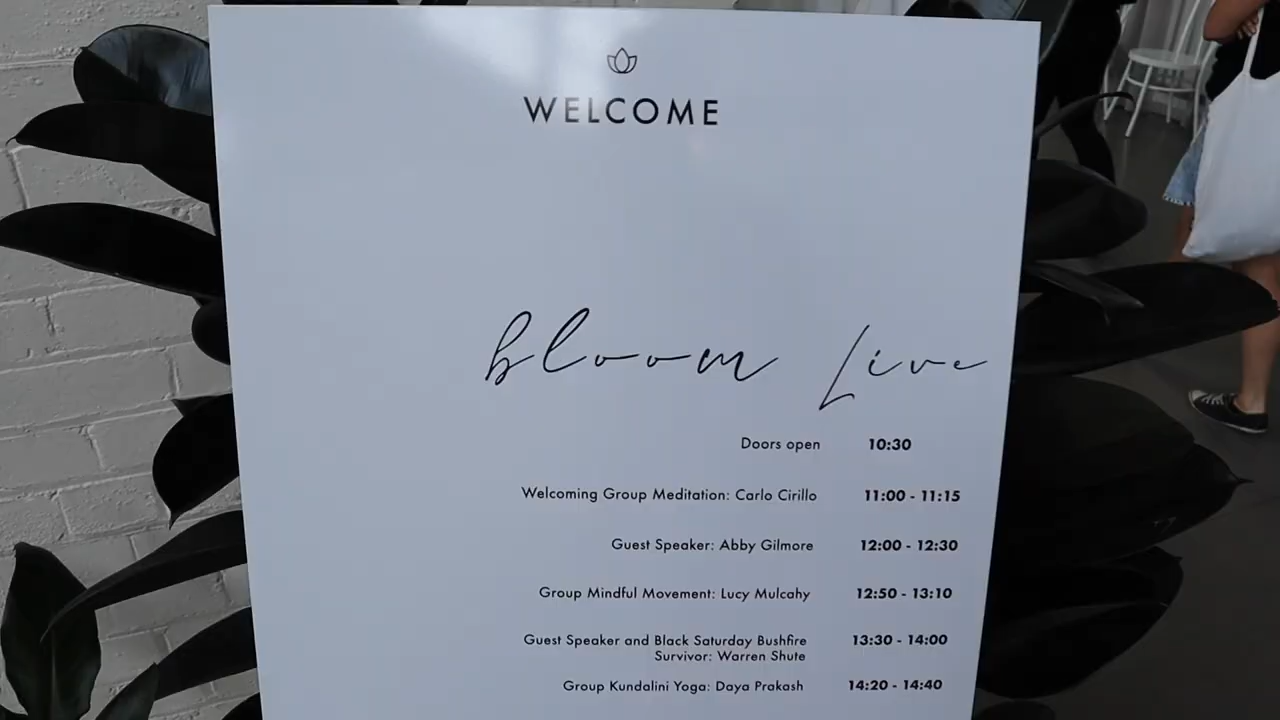 WELCOME
bloom Live
Doors open 10:30
Welcoming Group Meditation: Carlo Cirillo 11:00 - 11:15
Guest Speaker: Abby Gilmore 12:00 - 12:30
Group Mindful Movement: Lucy Mulcahy 12:50 - 13:10
Guest Speaker and Black Saturday Bushfire 13:30 - 14:00
Survivor: Warren Shute
Group Kundalini Yoga: Daya Prakash 14:20 - 14:40